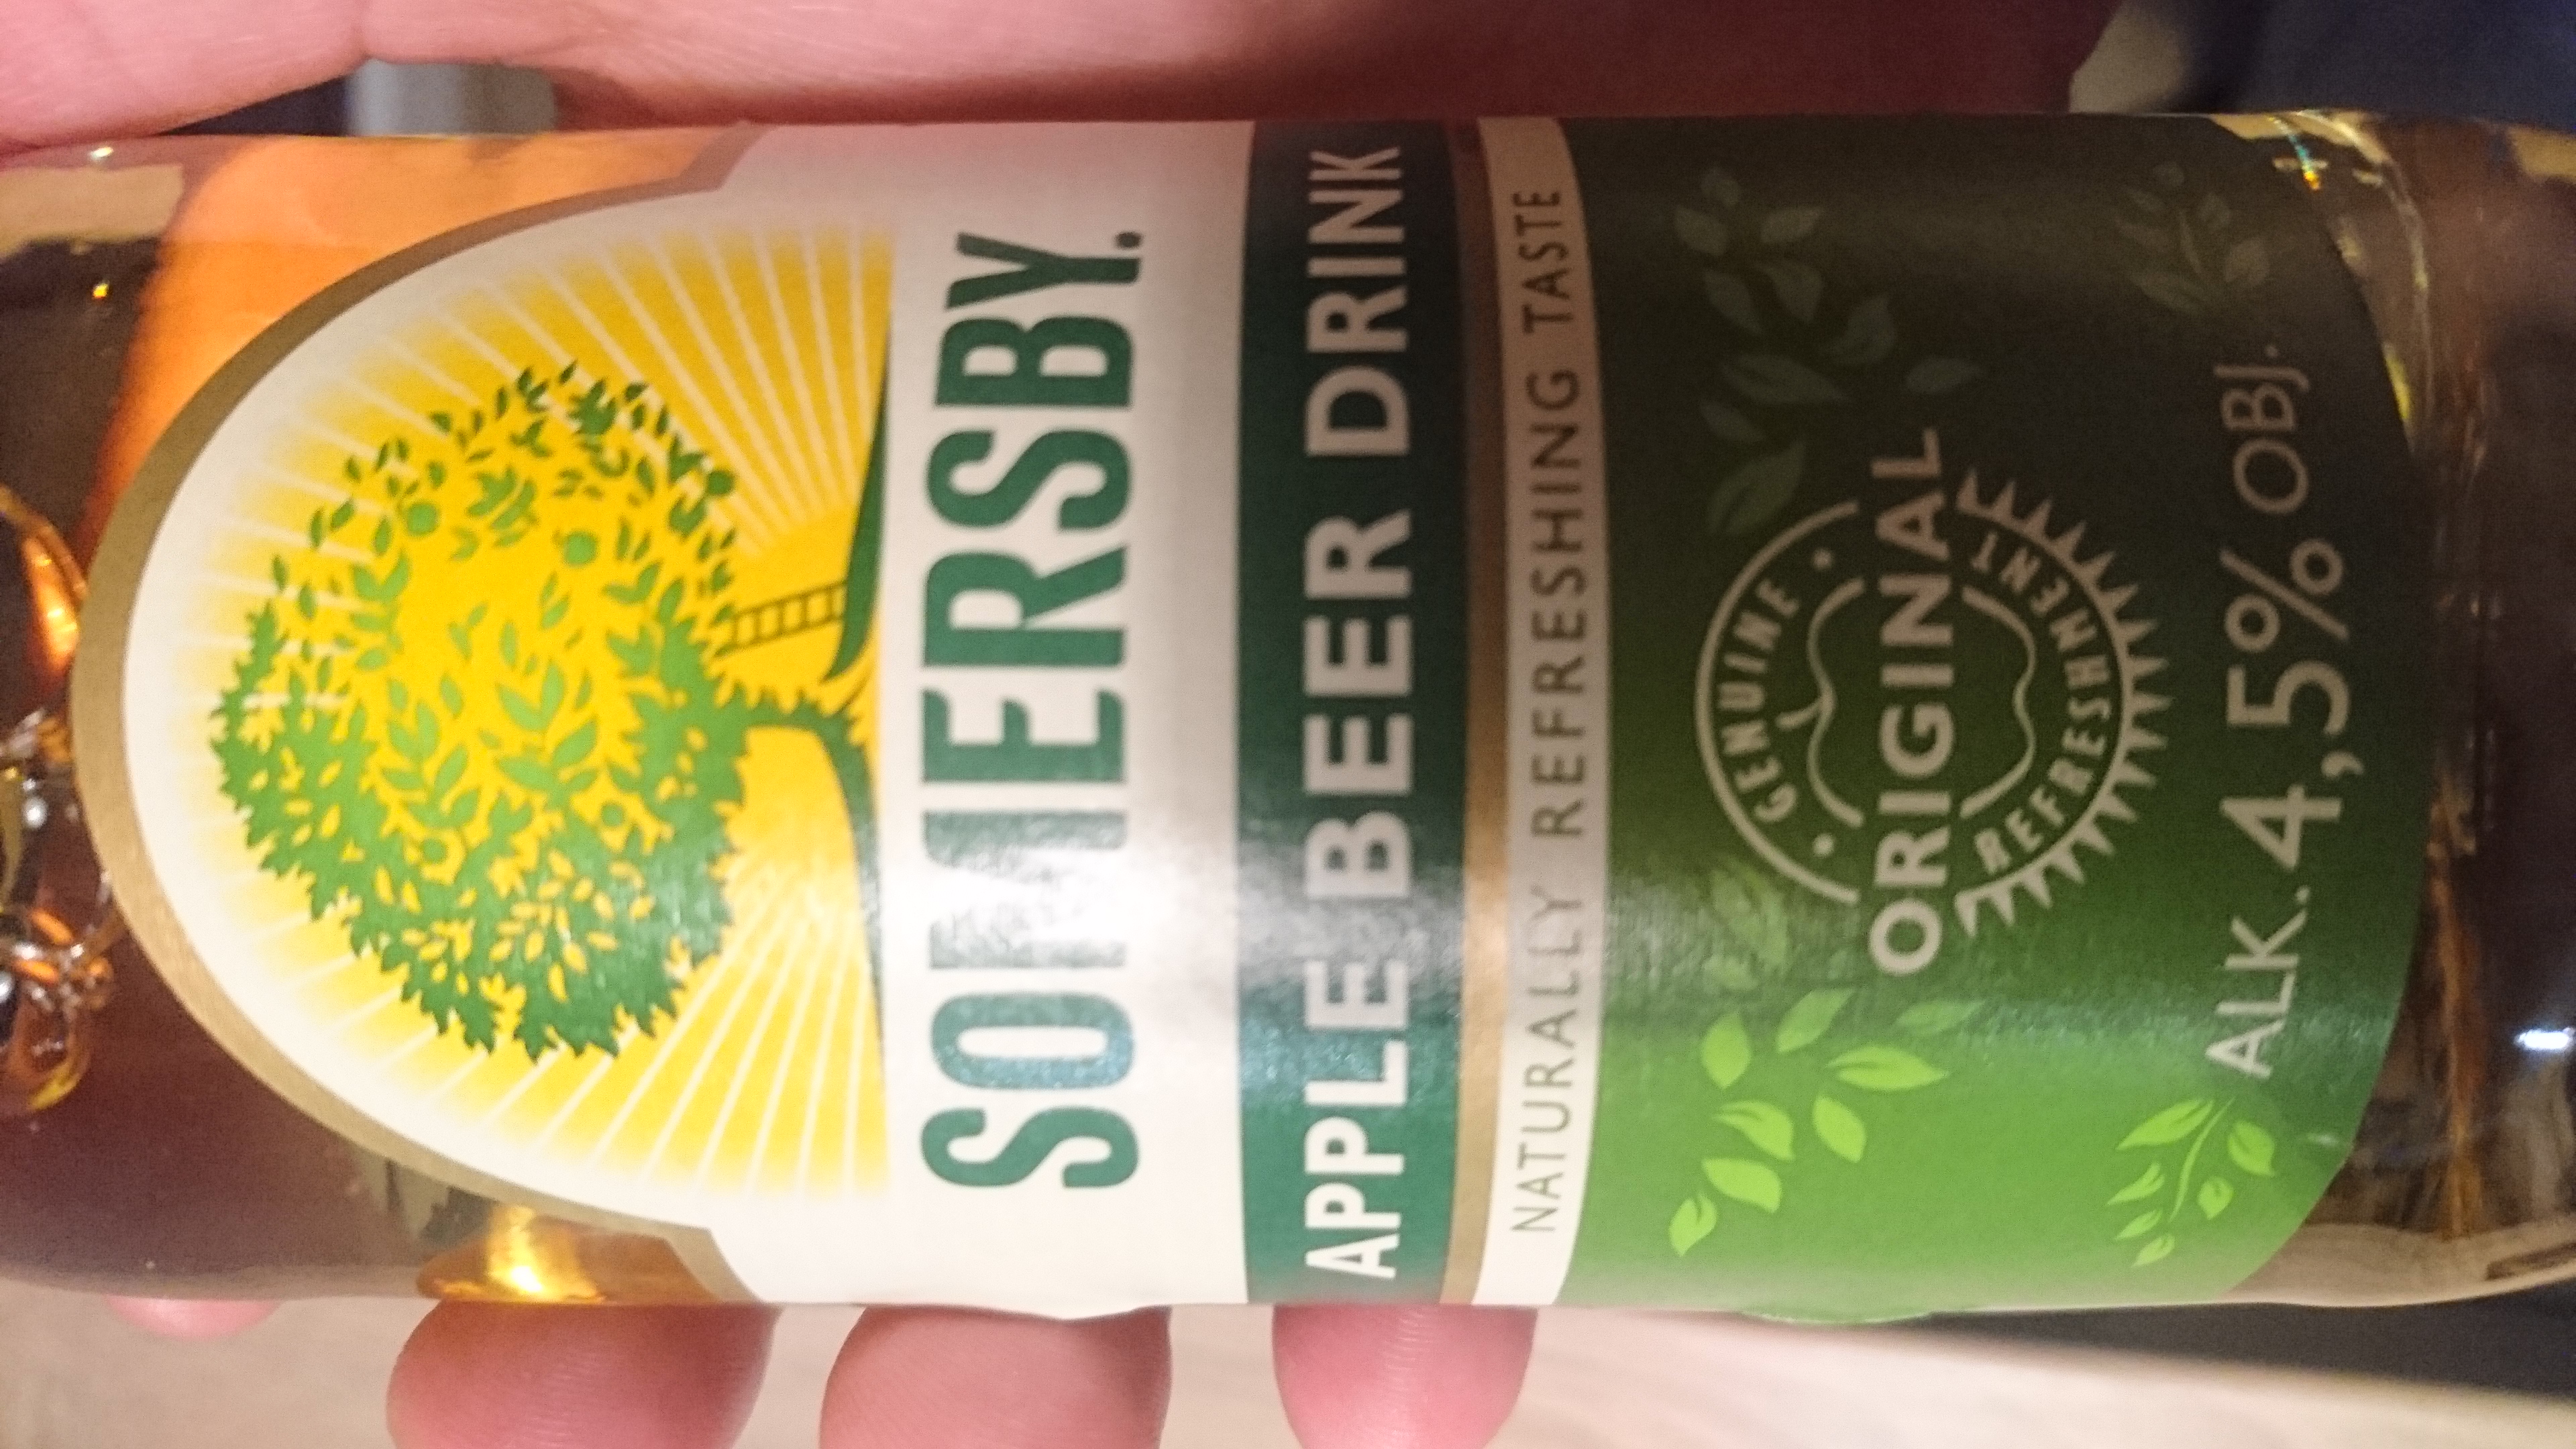 SOMERSBY.
APPLE BEER DRINK
NATURALLY REFRESHING TASTE
GENUINE
ORIGINAL
REFRESHMENT
ALK. 4,5% OBJ.